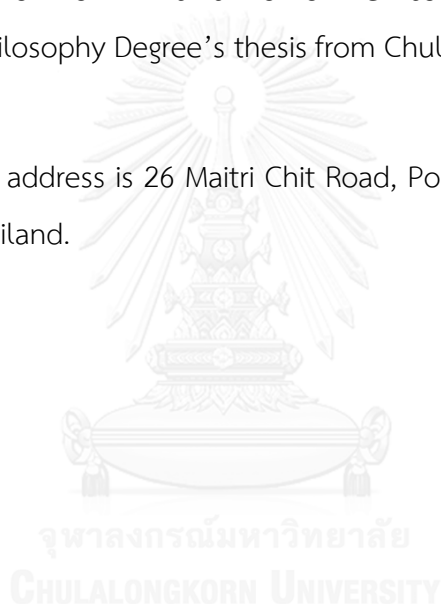 ilosophy Degree's thesis from Chul
address is 26 Maitri Chit Road, Po
iland.
จุฬาลงกรณ์มหาวิทยาลัย
CHULALONGKORN UNIVERSITY